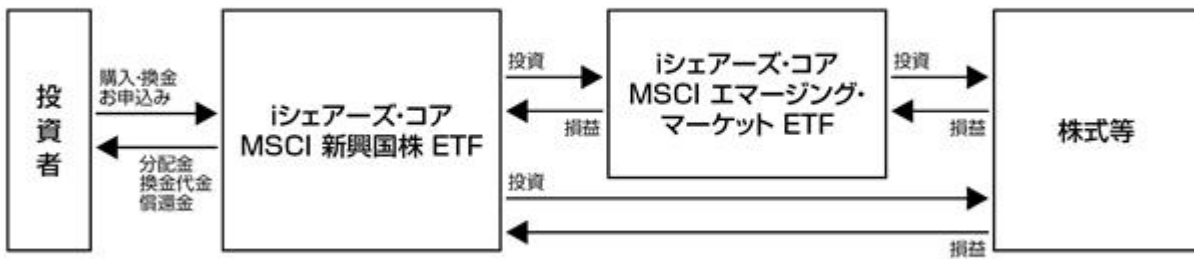 投資者
購入・換金
お申込み
分配金
換金代金
償還金
iシェアーズ・コア
MSCI 新興国株 ETF
投資
損益
iシェアーズ・コア
MSCI エマージング・
マーケット ETF
投資
損益
投資
損益
株式等